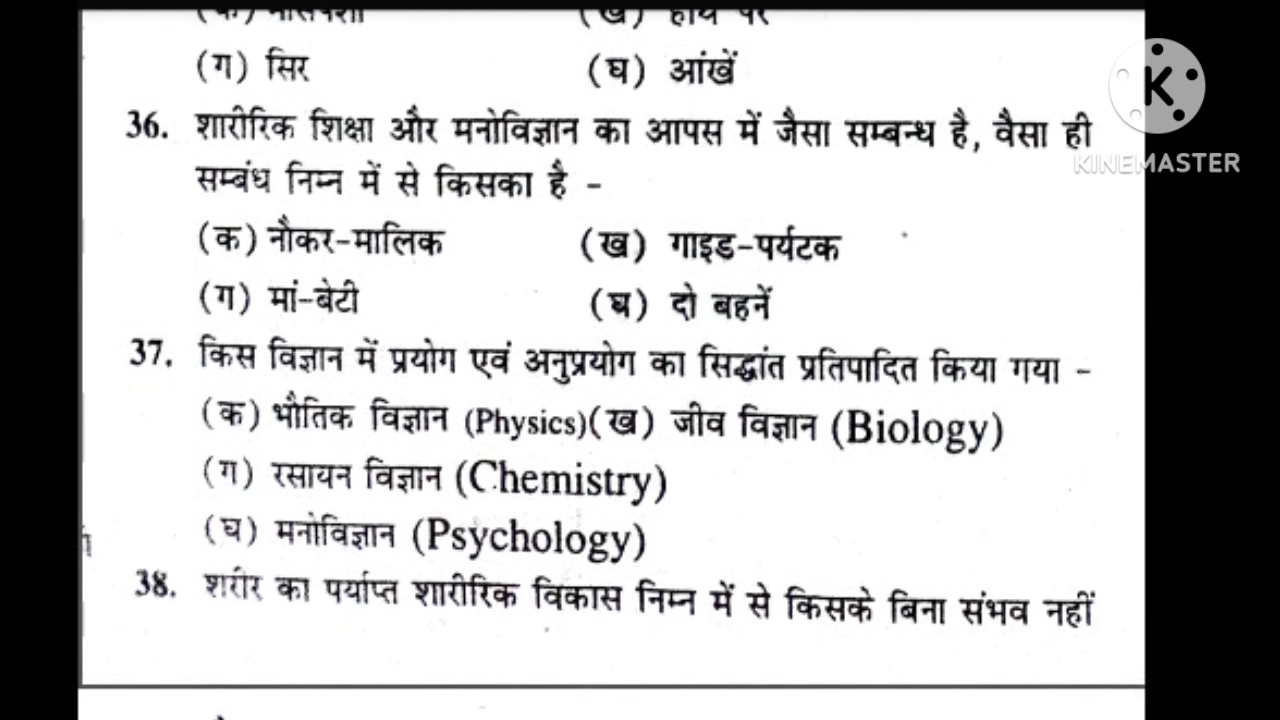 (ग) सिर (घ) आंखें
36. शारीरिक शिक्षा और मनोविज्ञान का आपस में जैसा सम्बन्ध है, वैसा ही
सम्बंध निम्न में से किसका है -
(क) नौकर-मालिक (ख) गाइड-पर्यटक
(ग) मां-बेटी (घ) दो बहनें
37. किस विज्ञान में प्रयोग एवं अनुप्रयोग का सिद्धांत प्रतिपादित किया गया -
(क) भौतिक विज्ञान (Physics) (ख) जीव विज्ञान (Biology)
(ग) रसायन विज्ञान (Chemistry)
(घ) मनोविज्ञान (Psychology)
38. शरीर का पर्याप्त शारीरिक विकास निम्न में से किसके बिना संभव नहीं
K
KINEMASTER